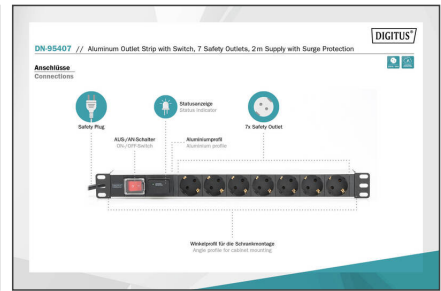 DIGITUS®
DN-95407 // Aluminum Outlet Strip with Switch, 7 Safety Outlets, 2 m Supply with Surge Protection
Anschlüsse
Connections
Statusanzeige
Status indicator
Safety Plug
7x Safety Outlet
AUS-/AN-Schalter
ON-/OFF-Switch
Aluminiumprofil
Aluminium profile
Winkelprofil für die Schrankmontage
Angle profile for cabinet mounting